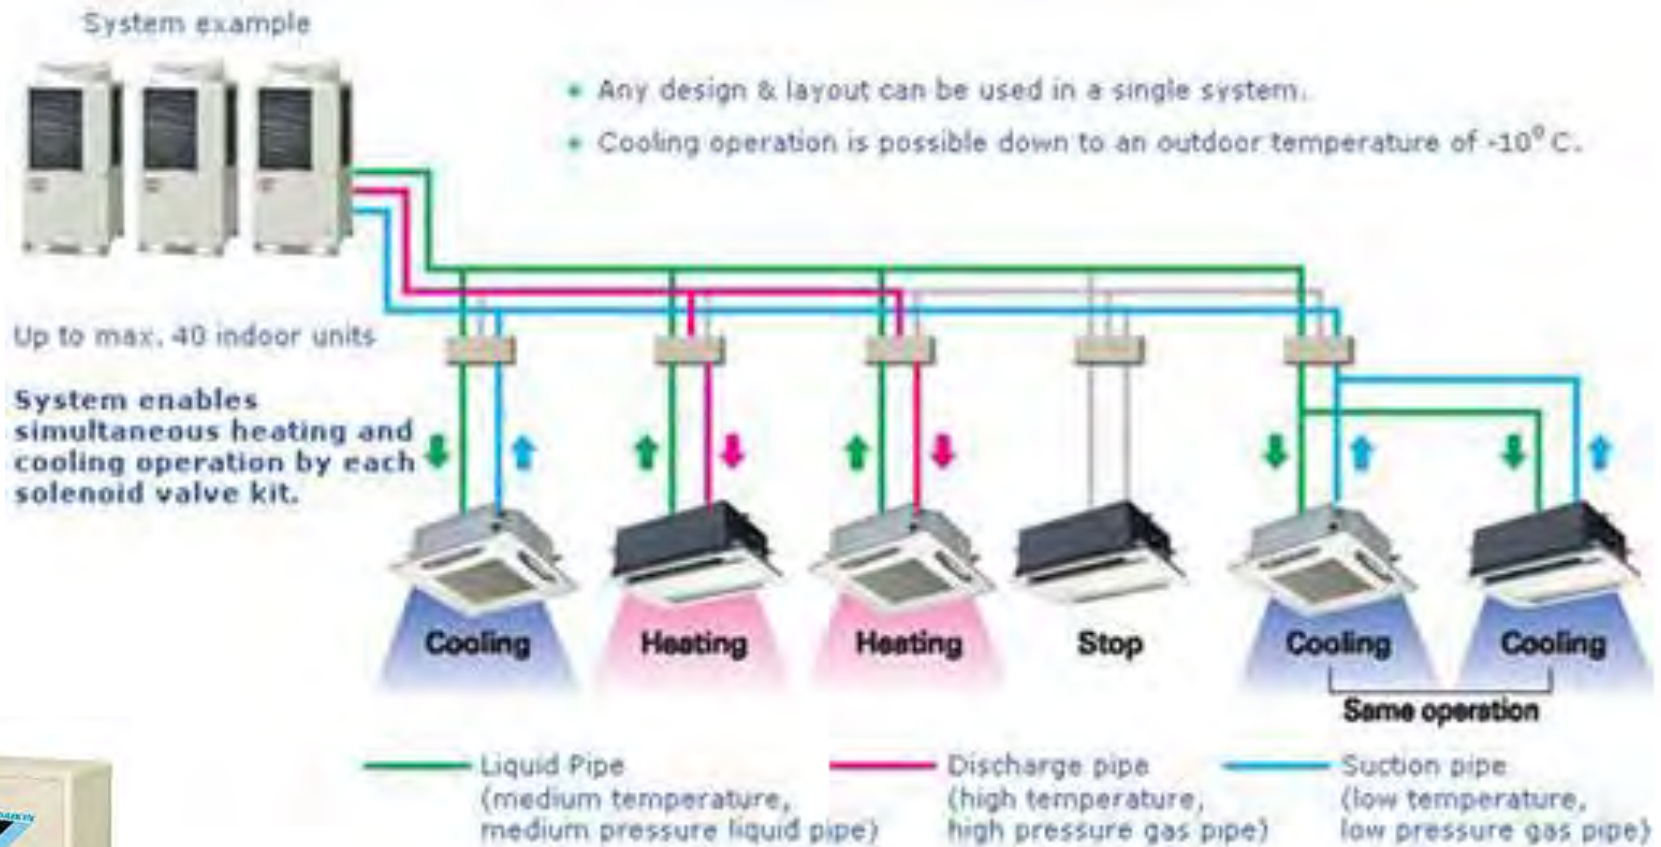 System example
• Any design & layout can be used in a single system.
• Cooling operation is possible down to an outdoor temperature of -10⁰ C.
Up to max. 40 indoor units
System enables
simultaneous heating and
cooling operation by each
solenoid valve kit.
Cooling
Heating
Heating
Stop
Cooling
Cooling
Same operation
Liquid Pipe
(medium temperature,
medium pressure liquid pipe)
Discharge pipe
(high temperature,
high pressure gas pipe)
Suction pipe
(low temperature,
low pressure gas pipe)
DAIKIN